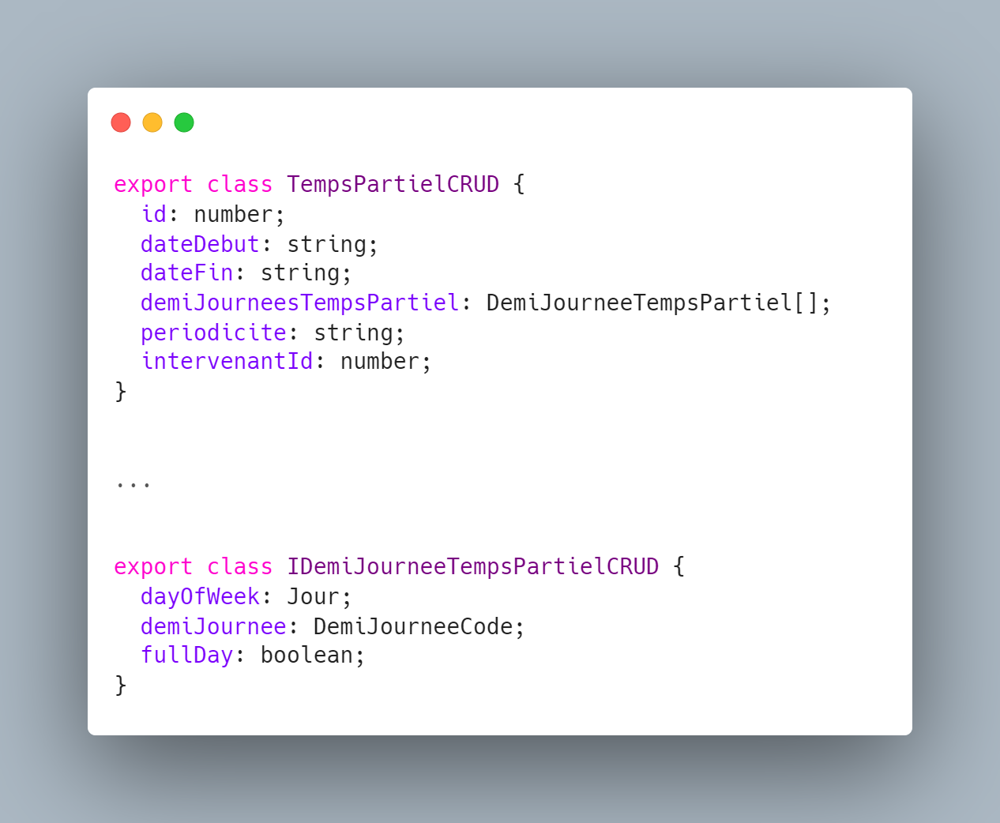 export class TempsPartielCRUD {
id: number;
dateDebut: string;
dateFin: string;
demiJourneesTempsPartiel: DemiJourneeTempsPartiel[];
periodicite: string;
intervenantId: number;
}
...
export class IDemiJourneeTempsPartielCRUD {
dayOfWeek: Jour;
demiJournee: DemiJourneeCode;
fullDay: boolean;
}